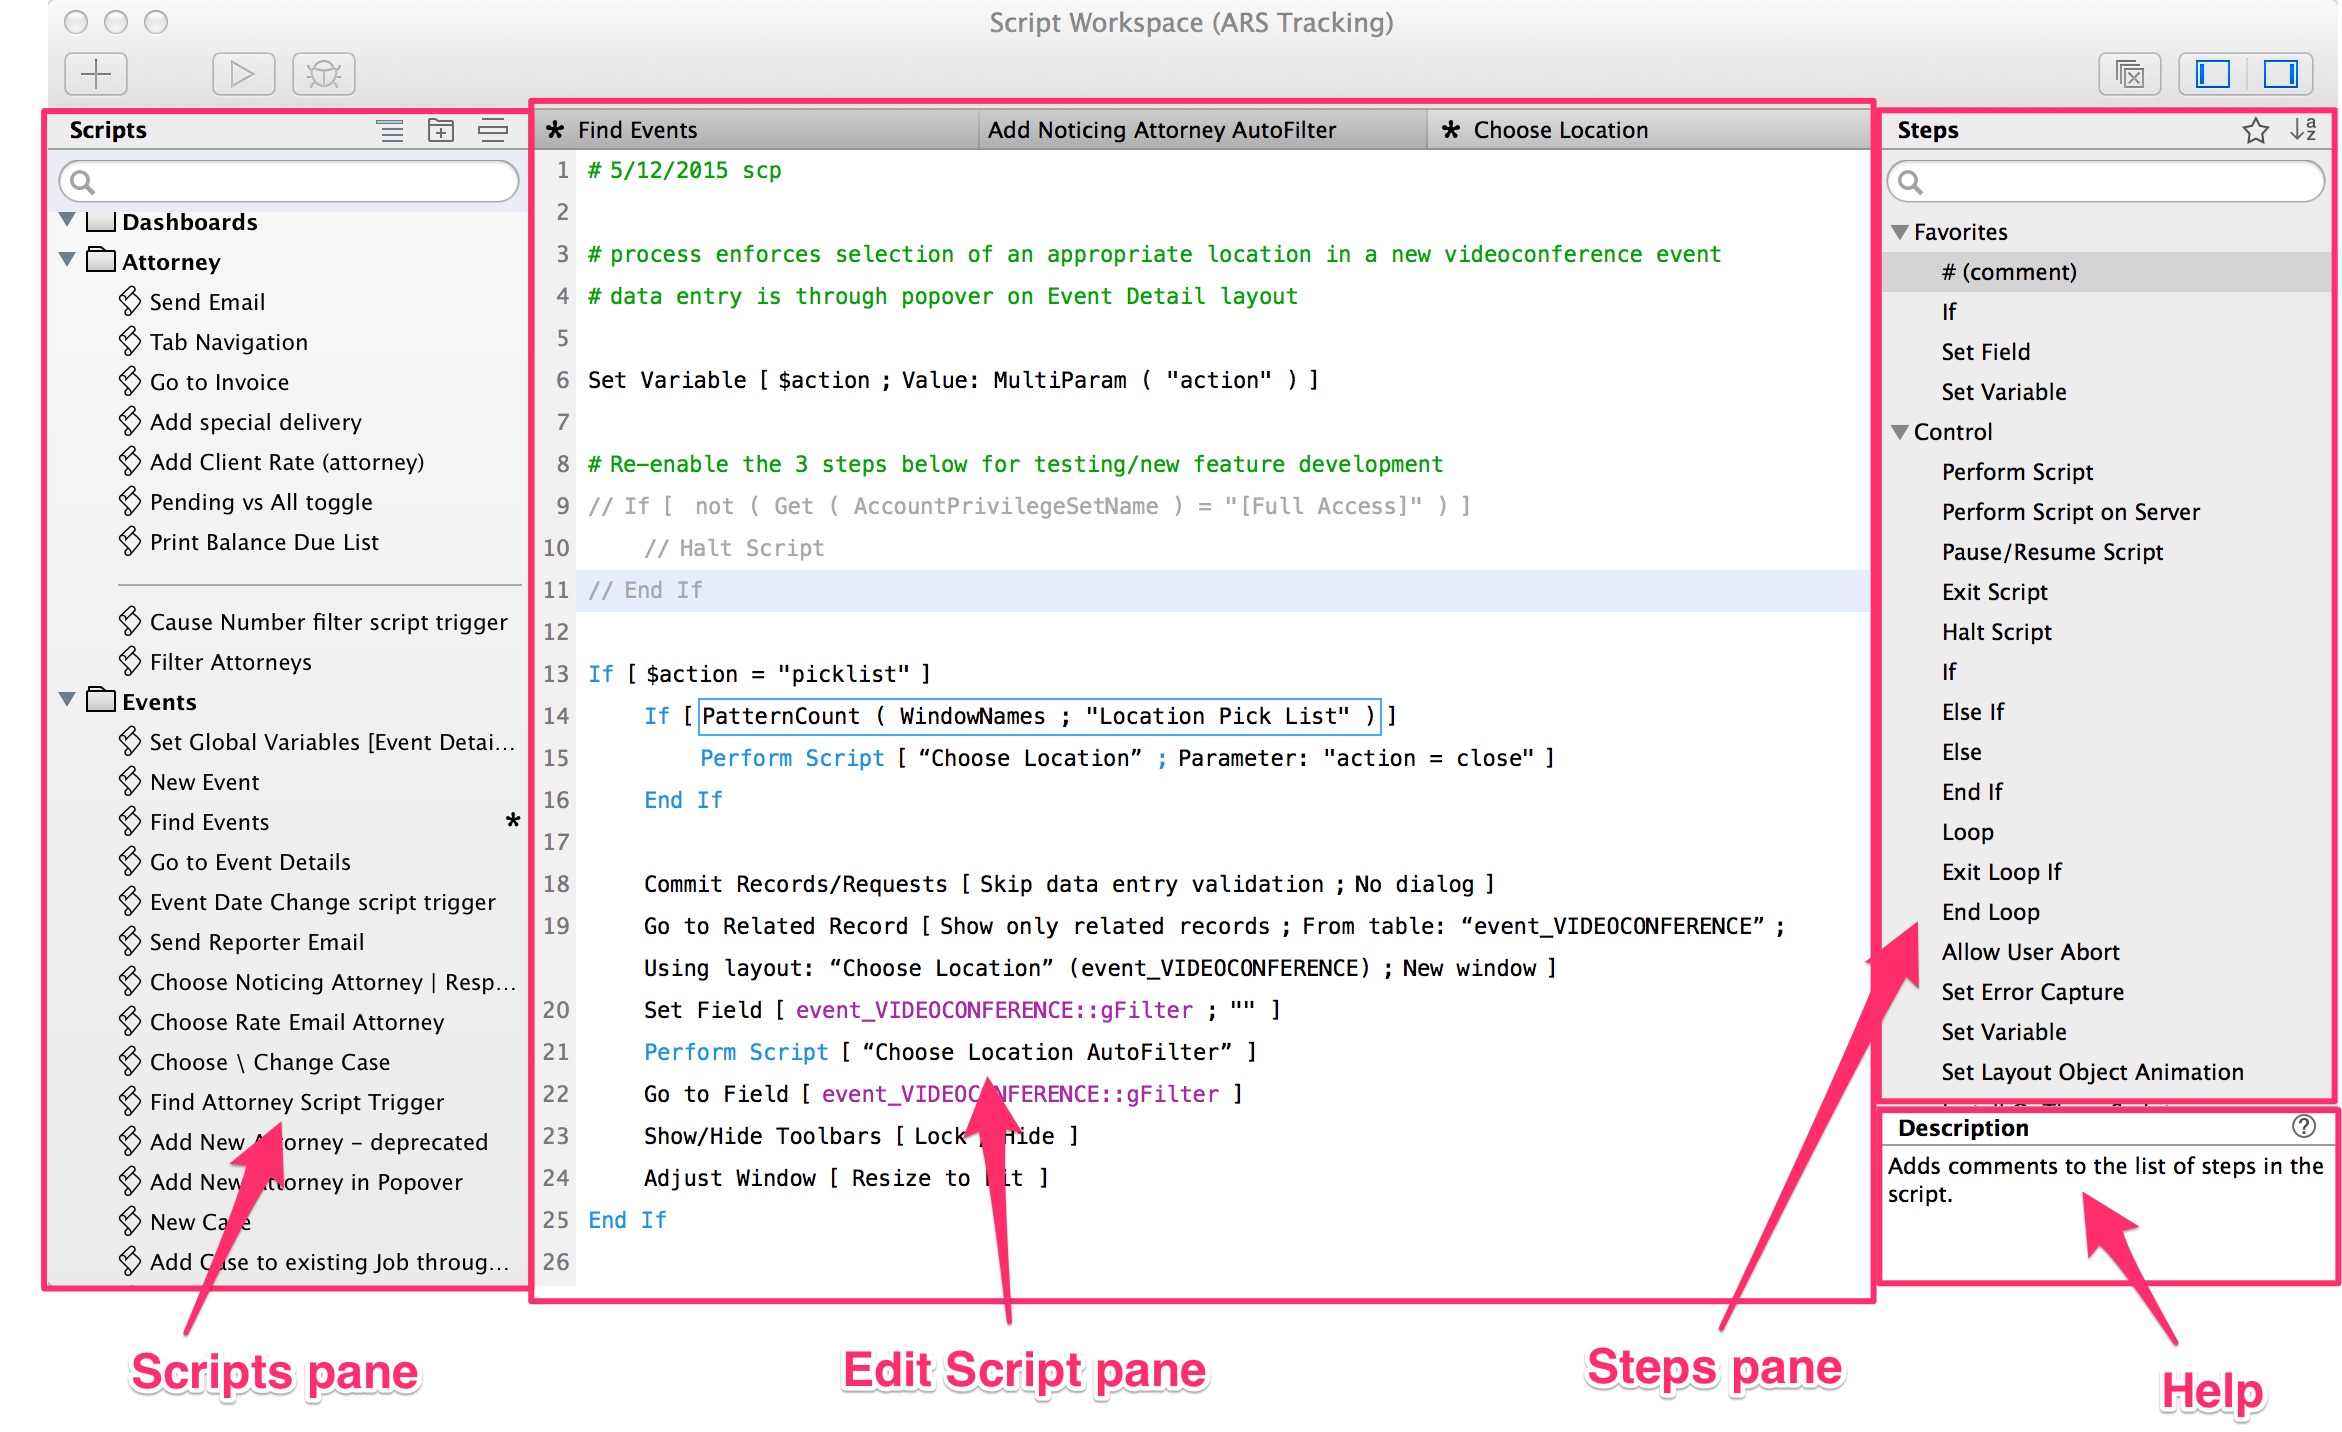 Script Workspace (ARS Tracking)
Scripts
Dashboards
Attorney
Send Email
Tab Navigation
Go to Invoice
Add special delivery
Add Client Rate (attorney)
Pending vs All toggle
Print Balance Due List
Cause Number filter script trigger
Filter Attorneys
Events
Set Global Variables [Event Detai...
New Event
Find Events *
Go to Event Details
Event Date Change script trigger
Send Reporter Email
Choose Noticing Attorney | Resp...
Choose Rate Email Attorney
Choose \ Change Case
Find Attorney Script Trigger
Add New Attorney – deprecated
Add New Attorney in Popover
New Case
Add Case to existing Job throug...
* Find Events
Add Noticing Attorney AutoFilter
* Choose Location
1 # 5/12/2015 scp
2
3 # process enforces selection of an appropriate location in a new videoconference event
4 # data entry is through popover on Event Detail layout
5
6 Set Variable [ $action ; Value: MultiParam ( "action" ) ]
7
8 # Re-enable the 3 steps below for testing/new feature development
9 // If [ not ( Get ( AccountPrivilegeSetName ) = "[Full Access]" ) ]
10 // Halt Script
11 // End If
12
13 If [ $action = "picklist" ]
14 If [ PatternCount ( WindowNames ; "Location Pick List" ) ]
15 Perform Script [ “Choose Location” ; Parameter: "action = close" ]
16 End If
17
18 Commit Records/Requests [ Skip data entry validation ; No dialog ]
19 Go to Related Record [ Show only related records ; From table: “event_VIDEOCONFERENCE” ;
Using layout: “Choose Location” (event_VIDEOCONFERENCE) ; New window ]
20 Set Field [ event_VIDEOCONFERENCE::gFilter ; "" ]
21 Perform Script [ “Choose Location AutoFilter” ]
22 Go to Field [ event_VIDEOCONFERENCE::gFilter ]
23 Show/Hide Toolbars [ Lock ; Hide ]
24 Adjust Window [ Resize to Fit ]
25 End If
26
Steps
Favorites
# (comment)
If
Set Field
Set Variable
Control
Perform Script
Perform Script on Server
Pause/Resume Script
Exit Script
Halt Script
If
Else If
Else
End If
Loop
Exit Loop If
End Loop
Allow User Abort
Set Error Capture
Set Variable
Set Layout Object Animation
Description
Adds comments to the list of steps in the
script.
Scripts pane
Edit Script pane
Steps pane
Help